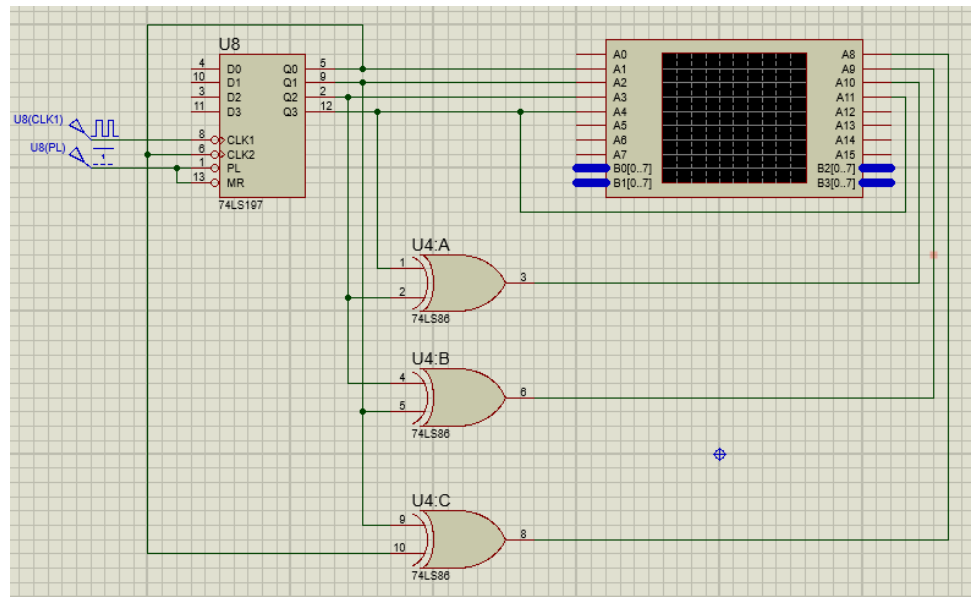 U8
4 D0 Q0 5
10 D1 Q1 9
3 D2 Q2 2
11 D3 Q3 12
U8(CLK1)
8 CLK1
U8(PL)
6 CLK2
1 PL
13 MR
74LS197
A0 A8
A1 A9
A2 A10
A3 A11
A4 A12
A5 A13
A6 A14
A7 A15
B0[0..7] B2[0..7]
B1[0..7] B3[0..7]
U4:A
1
3
2
74LS86
U4:B
4
6
5
74LS86
U4:C
9
8
10
74LS86